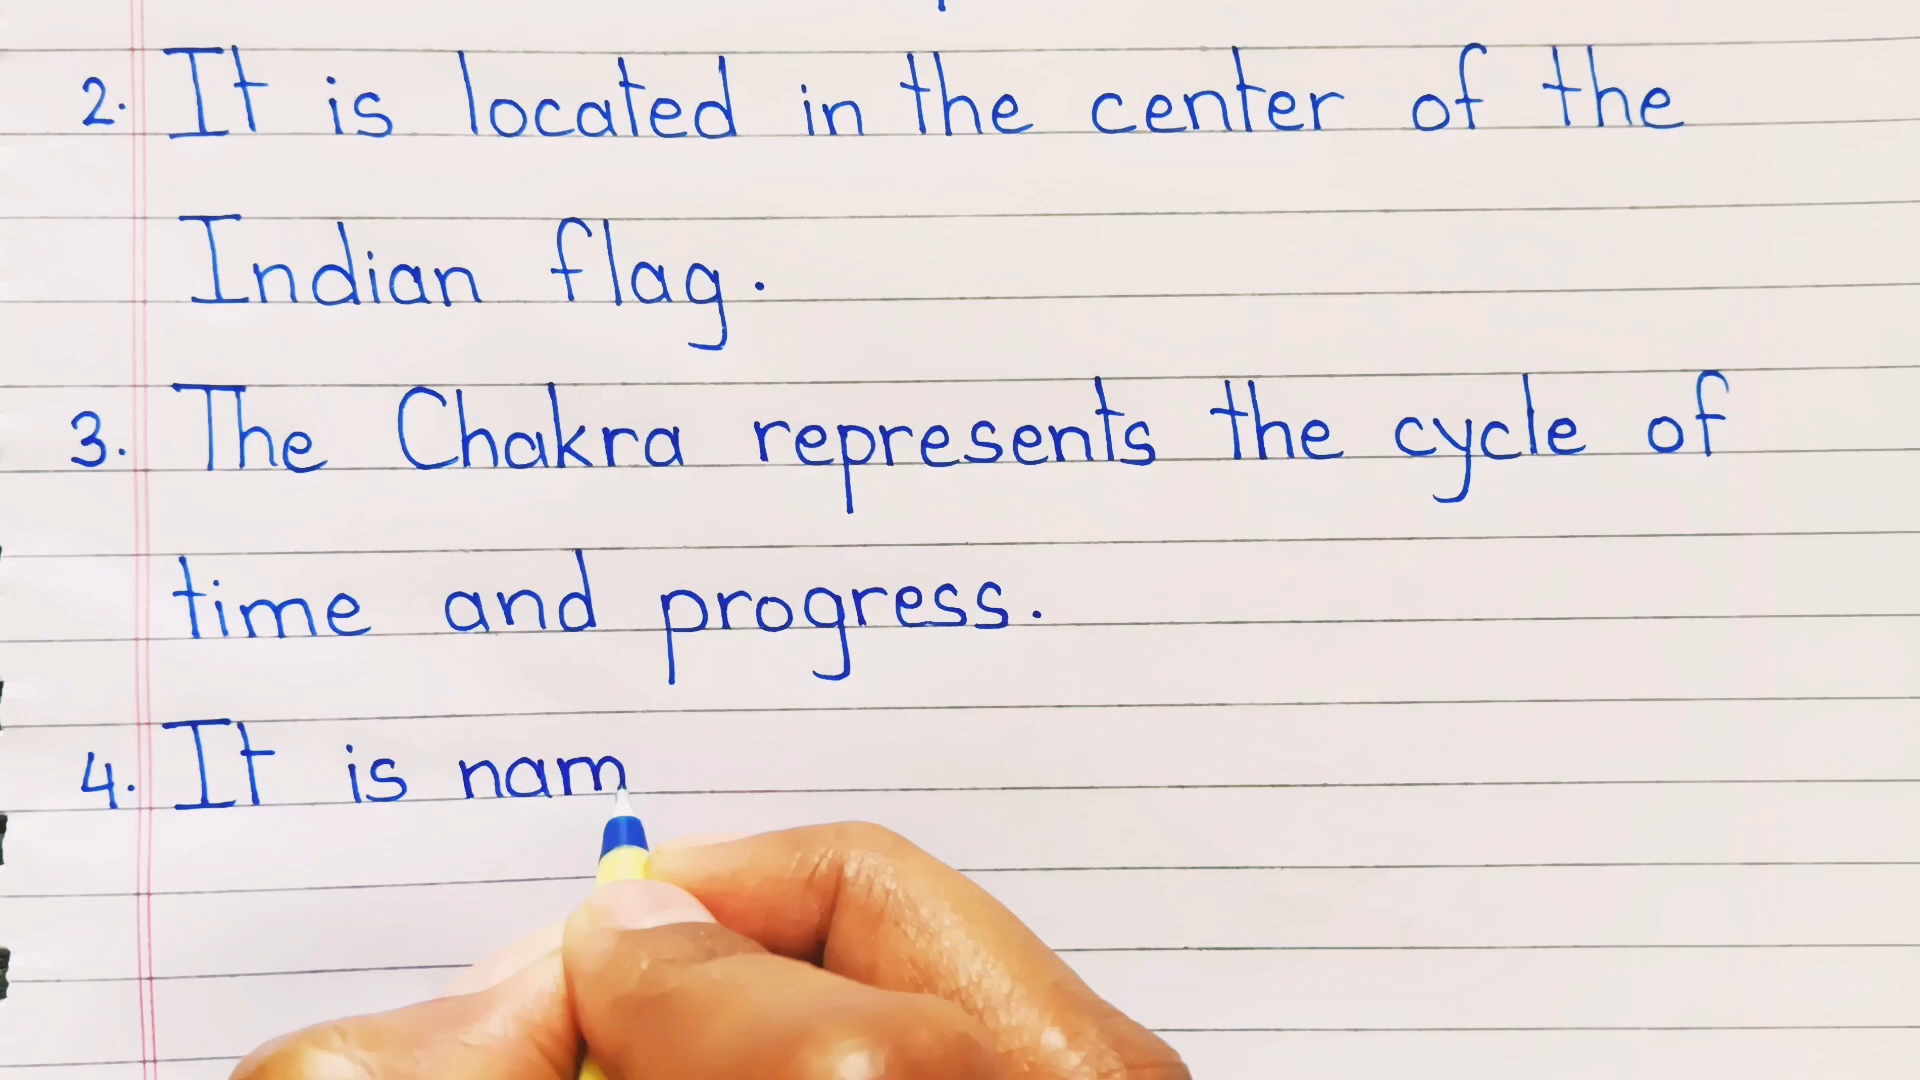 2. It is located in the center of the
Indian flag.
3. The Chakra represents the cycle of
time and progress.
4. It is nam